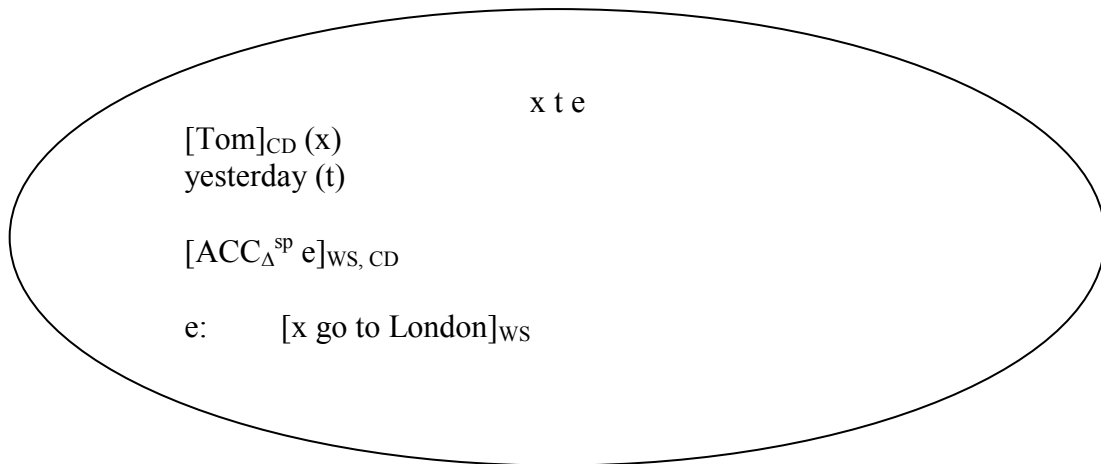 x t e
[Tom]CD (x)
yesterday (t)
[ACCΔsp e]WS, CD
e: [x go to London]WS